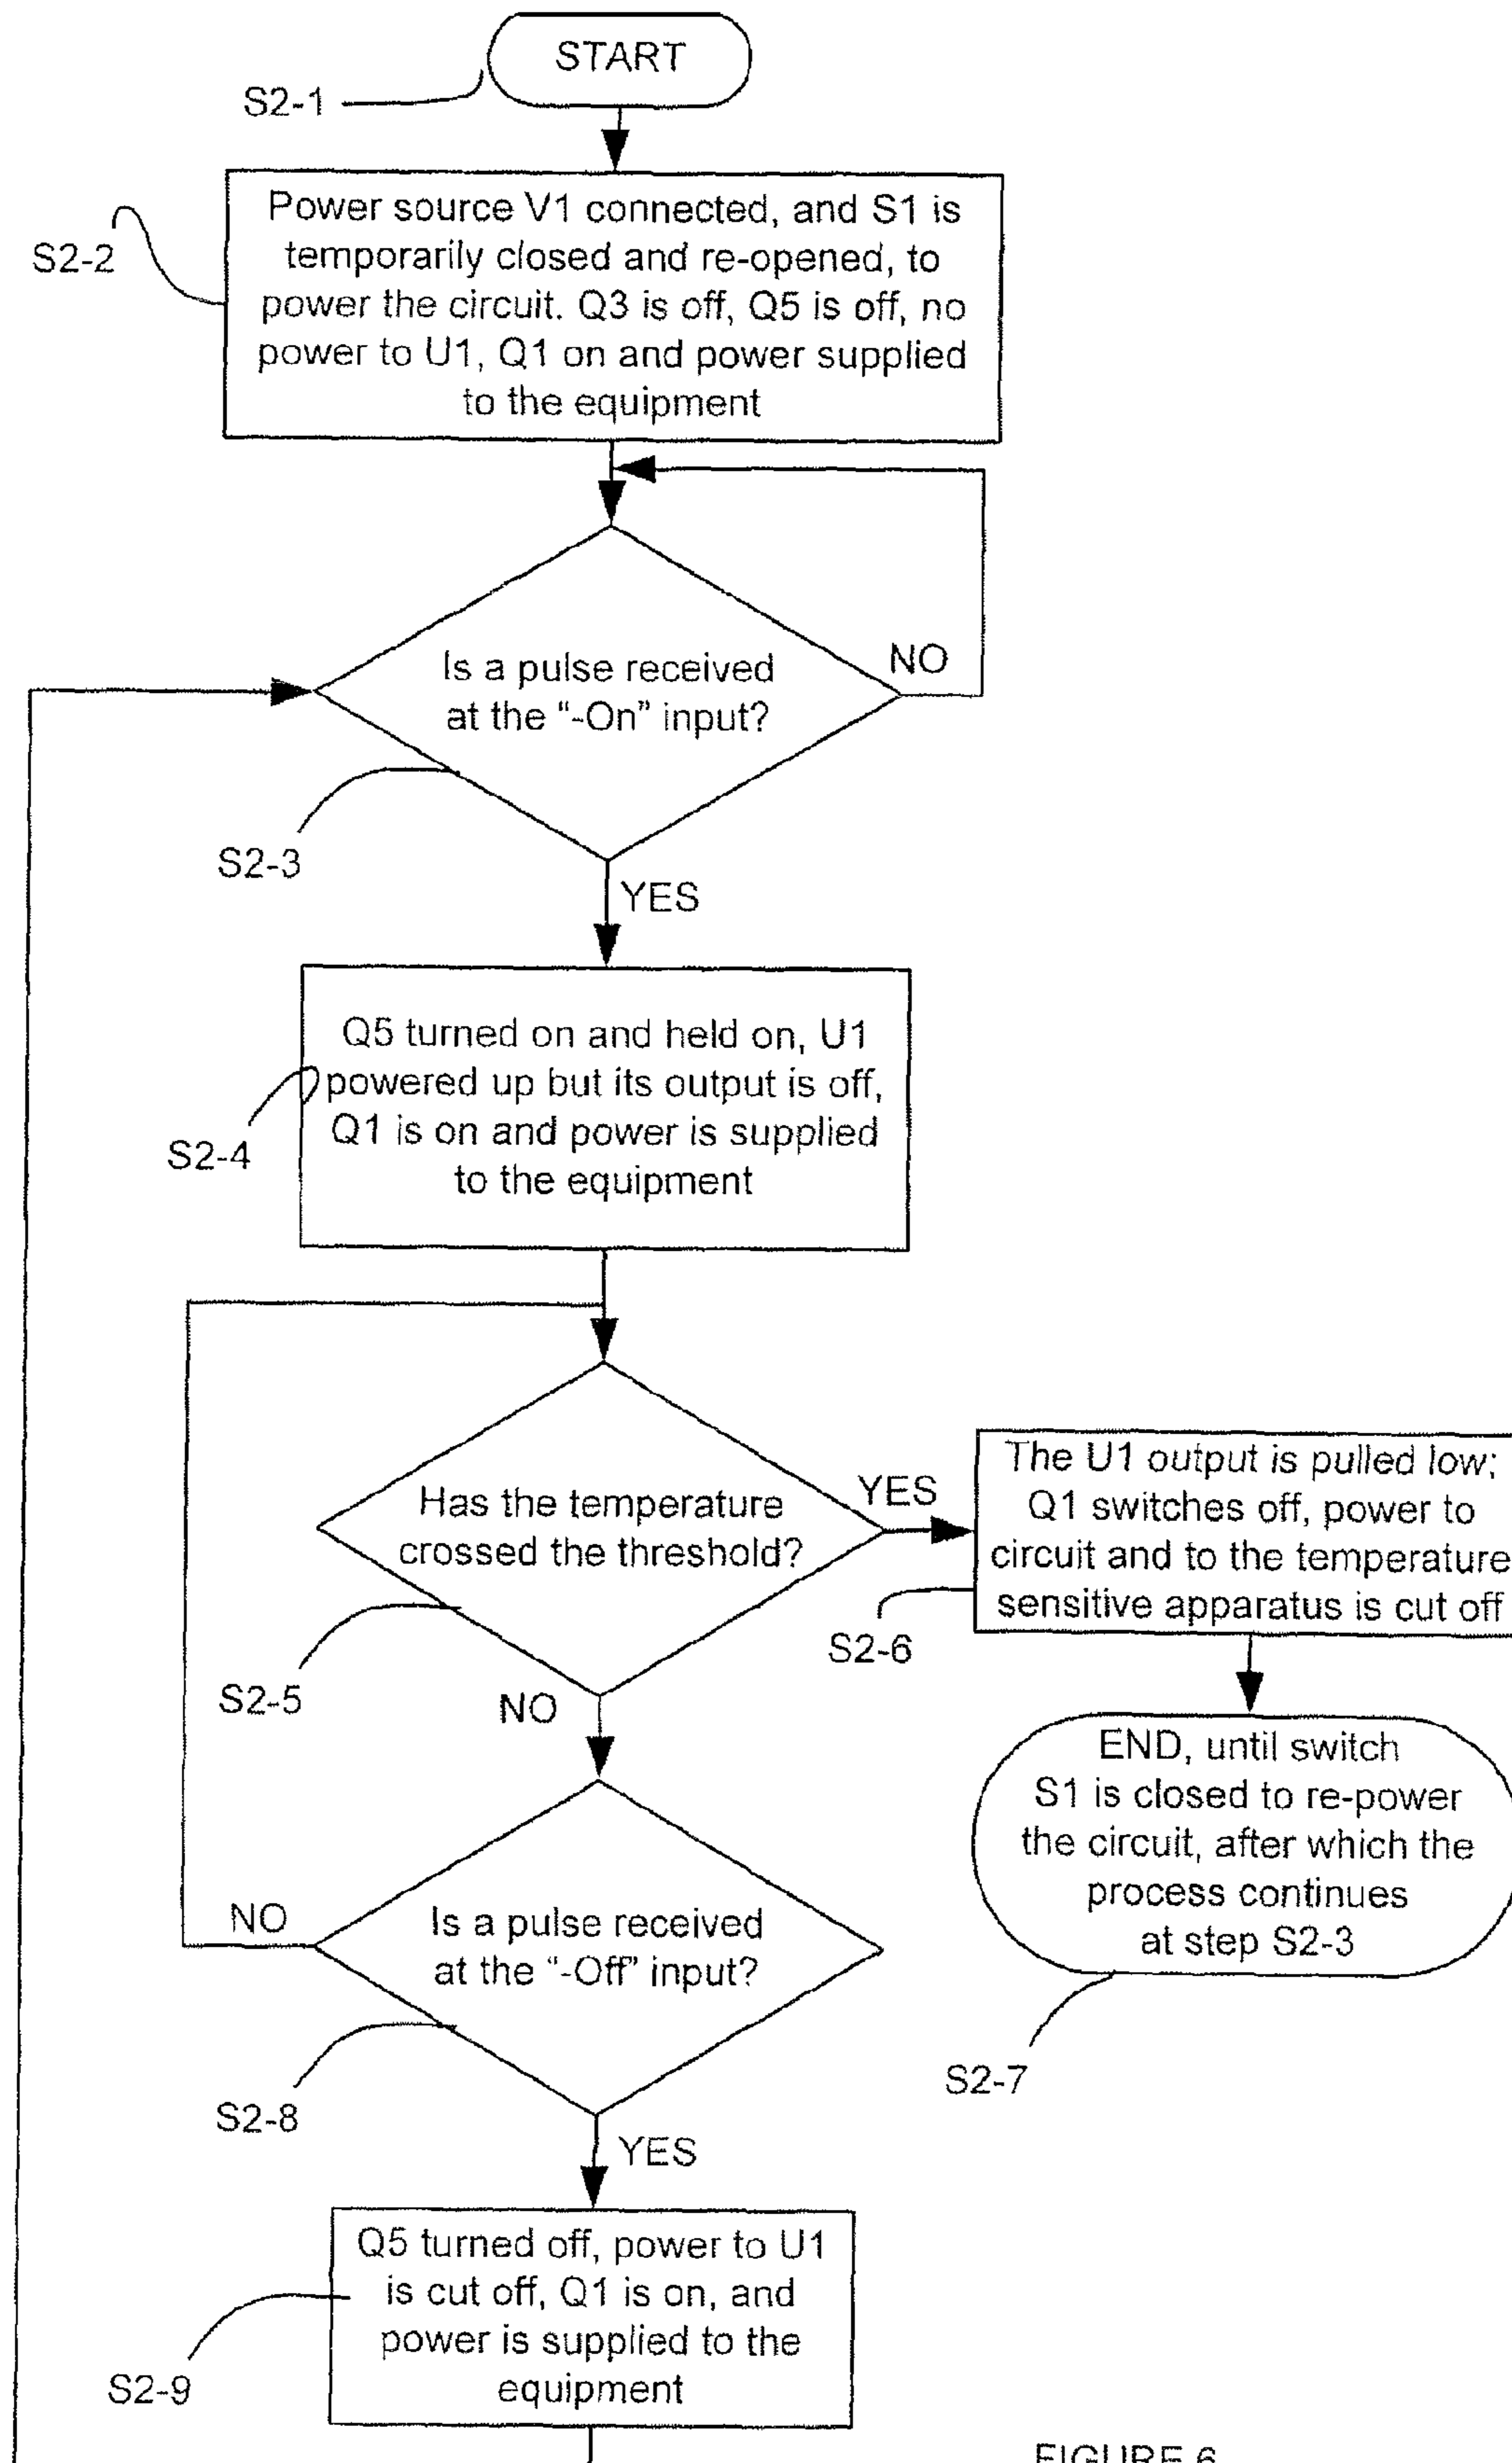 START
S2-1
Power source V1 connected, and S1 is
temporarily closed and re-opened, to
power the circuit. Q3 is off, Q5 is off, no
power to U1, Q1 on and power supplied
to the equipment
S2-2
Is a pulse received
at the “-On” input?
NO
S2-3
YES
Q5 turned on and held on, U1
powered up but its output is off,
Q1 is on and power is supplied
to the equipment
S2-4
Has the temperature
crossed the threshold?
YES
S2-5
NO
The U1 output is pulled low;
Q1 switches off, power to
circuit and to the temperature
sensitive apparatus is cut off
S2-6
END, until switch
S1 is closed to re-power
the circuit, after which the
process continues
at step S2-3
S2-7
Is a pulse received
at the “-Off” input?
NO
S2-8
YES
Q5 turned off, power to U1
is cut off, Q1 is on, and
power is supplied to the
equipment
S2-9
FIGURE 6